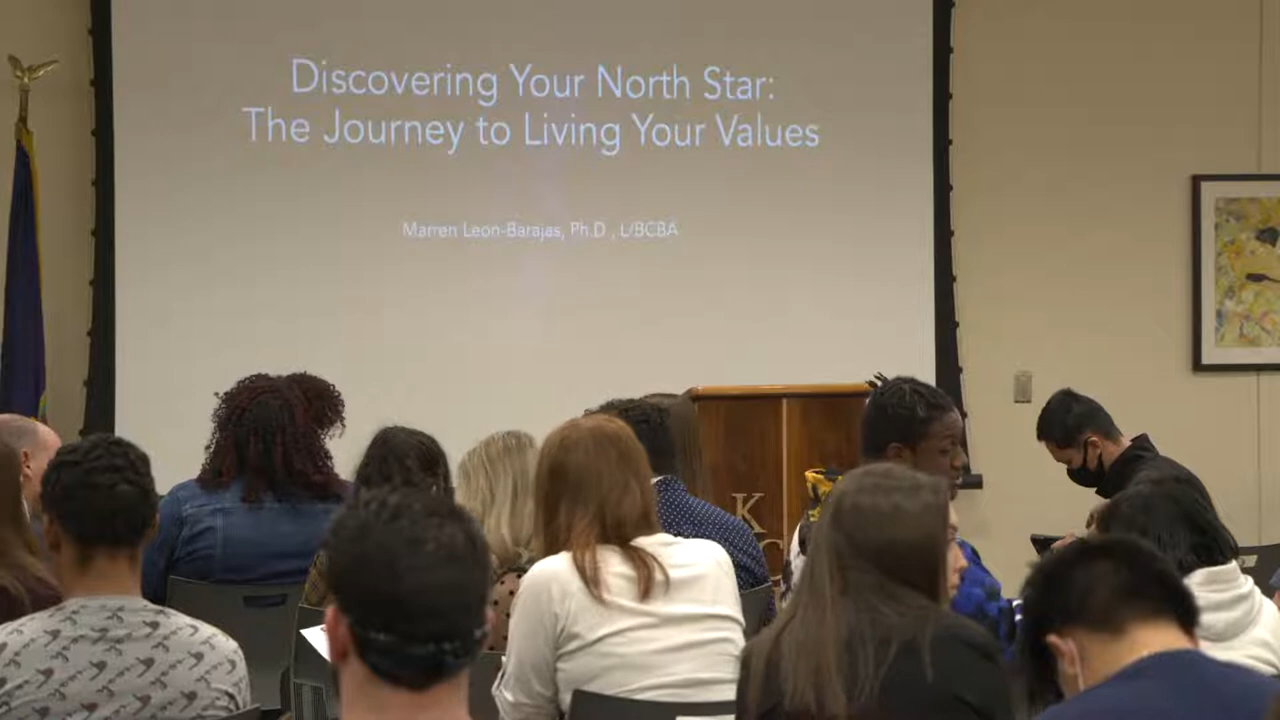 Discovering Your North Star:
The Journey to Living Your Values
Marren Leon-Barajas, Ph.D , L/BCBA
K